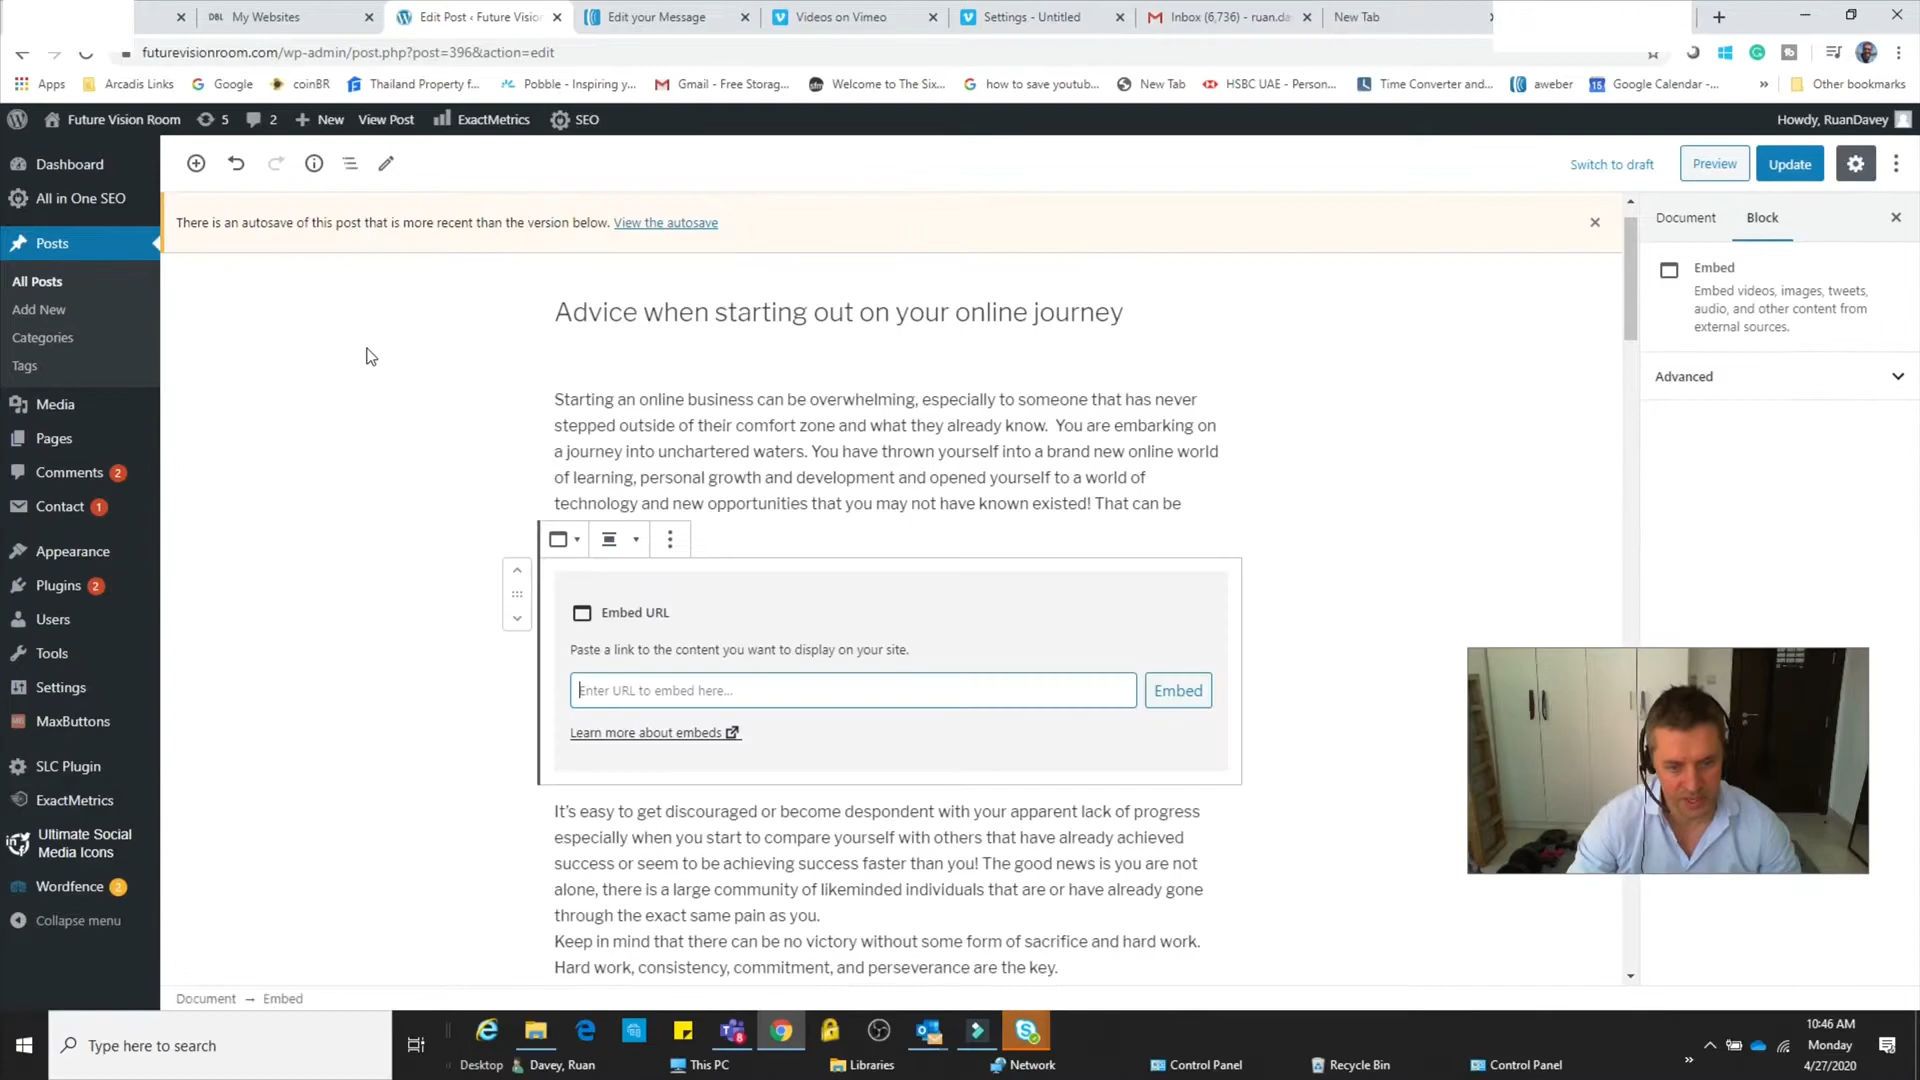 DBL My Websites
Edit Post ‹ Future Vision
Edit your Message
Videos on Vimeo
Settings - Untitled
Inbox (6,736) - ruan.da
New Tab
futurevisionroom.com/wp-admin/post.php?post=396&action=edit
Apps
Arcadis Links
Google
coinBR
Thailand Property f...
Pobble - Inspiring y...
Gmail - Free Storag...
Welcome to The Six...
how to save youtub...
New Tab
HSBC UAE - Person...
Time Converter and...
aweber
15 Google Calendar -...
»
Other bookmarks
Future Vision Room
5
2
New
View Post
ExactMetrics
SEO
Howdy, RuanDavey
Dashboard
All in One SEO
Posts
All Posts
Add New
Categories
Tags
Media
Pages
Comments 2
Contact 1
Appearance
Plugins 2
Users
Tools
Settings
MaxButtons
SLC Plugin
ExactMetrics
Ultimate Social
Media Icons
Wordfence 2
Collapse menu
Switch to draft
Preview
Update
There is an autosave of this post that is more recent than the version below. View the autosave
Advice when starting out on your online journey
Starting an online business can be overwhelming, especially to someone that has never
stepped outside of their comfort zone and what they already know. You are embarking on
a journey into unchartered waters. You have thrown yourself into a brand new online world
of learning, personal growth and development and opened yourself to a world of
technology and new opportunities that you may not have known existed! That can be
Embed URL
Paste a link to the content you want to display on your site.
Enter URL to embed here...
Embed
Learn more about embeds
It's easy to get discouraged or become despondent with your apparent lack of progress
especially when you start to compare yourself with others that have already achieved
success or seem to be achieving success faster than you! The good news is you are not
alone, there is a large community of likeminded individuals that are or have already gone
through the exact same pain as you.
Keep in mind that there can be no victory without some form of sacrifice and hard work.
Hard work, consistency, commitment, and perseverance are the key.
Document → Embed
Document
Block
Embed
Embed videos, images, tweets,
audio, and other content from
external sources.
Advanced
Type here to search
Desktop
Davey, Ruan
This PC
Libraries
Network
Control Panel
Recycle Bin
Control Panel
»
10:46 AM
Monday
4/27/2020